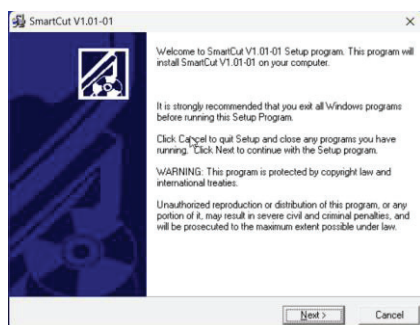 SmartCut V1.01-01
Welcome to SmartCut V1.01-01 Setup program. This program will
install SmartCut V1.01-01 on your computer.
It is strongly recommended that you exit all Windows programs
before running this Setup Program.
Click Cancel to quit Setup and close any programs you have
running. Click Next to continue with the Setup program.
WARNING: This program is protected by copyright law and
international treaties.
Unauthorized reproduction or distribution of this program, or any
portion of it, may result in severe civil and criminal penalties, and
will be prosecuted to the maximum extent possible under law.
Next >
Cancel